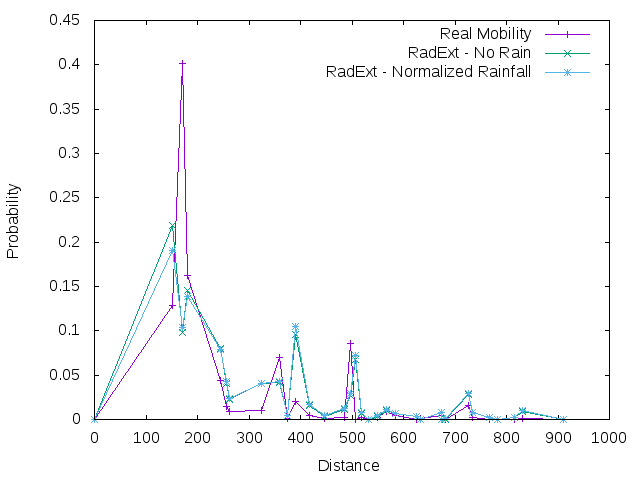 0.45
0.4
0.35
0.3
0.25
0.2
0.15
0.1
0.05
0
Probability
Real Mobility
RadExt - No Rain
RadExt - Normalized Rainfall
0 100 200 300 400 500 600 700 800 900 1000
Distance